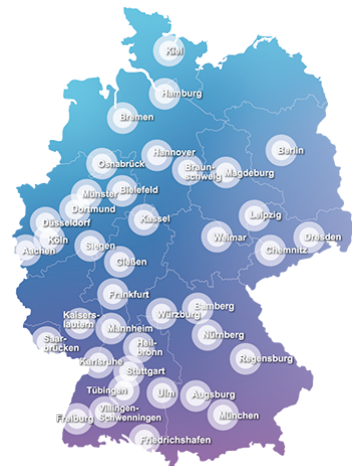 Kiel
Hamburg
Bremen
Hannover
Berlin
Osnabrück
Braun-
schweig
Magdeburg
Münster
Bielefeld
Dortmund
Leipzig
Düsseldorf
Kassel
Köln
Weimar
Dresden
Aachen
Siegen
Chemnitz
Gießen
Frankfurt
Bamberg
Würzburg
Kaisers-
lautern
Mannheim
Nürnberg
Saar-
brücken
Heil-
bronn
Karlsruhe
Regensburg
Stuttgart
Tübingen
Ulm
Augsburg
Villingen-
Schwenningen
Freiburg
München
Friedrichshafen